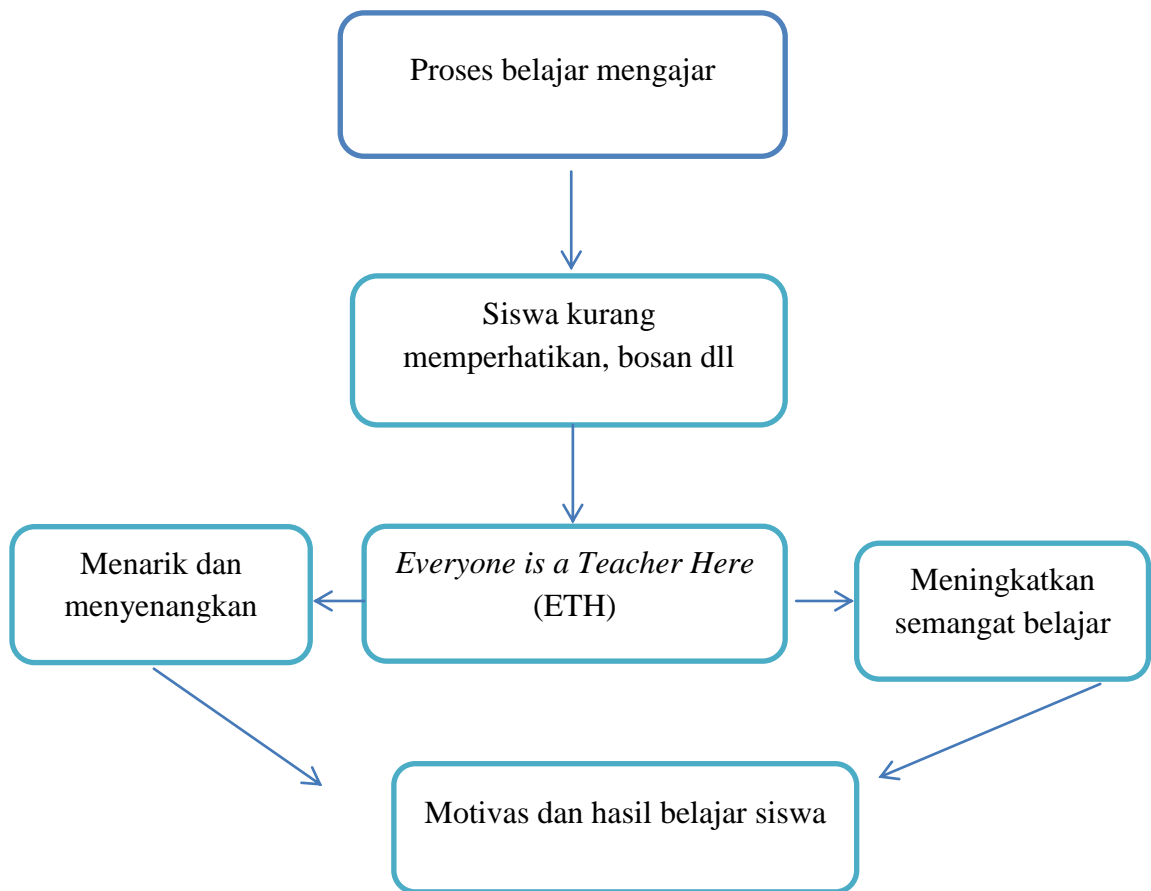 Proses belajar mengajar
Siswa kurang
memperhatikan, bosan dll
Menarik dan
menyenangkan
Everyone is a Teacher Here
(ETH)
Meningkatkan
semangat belajar
Motivas dan hasil belajar siswa